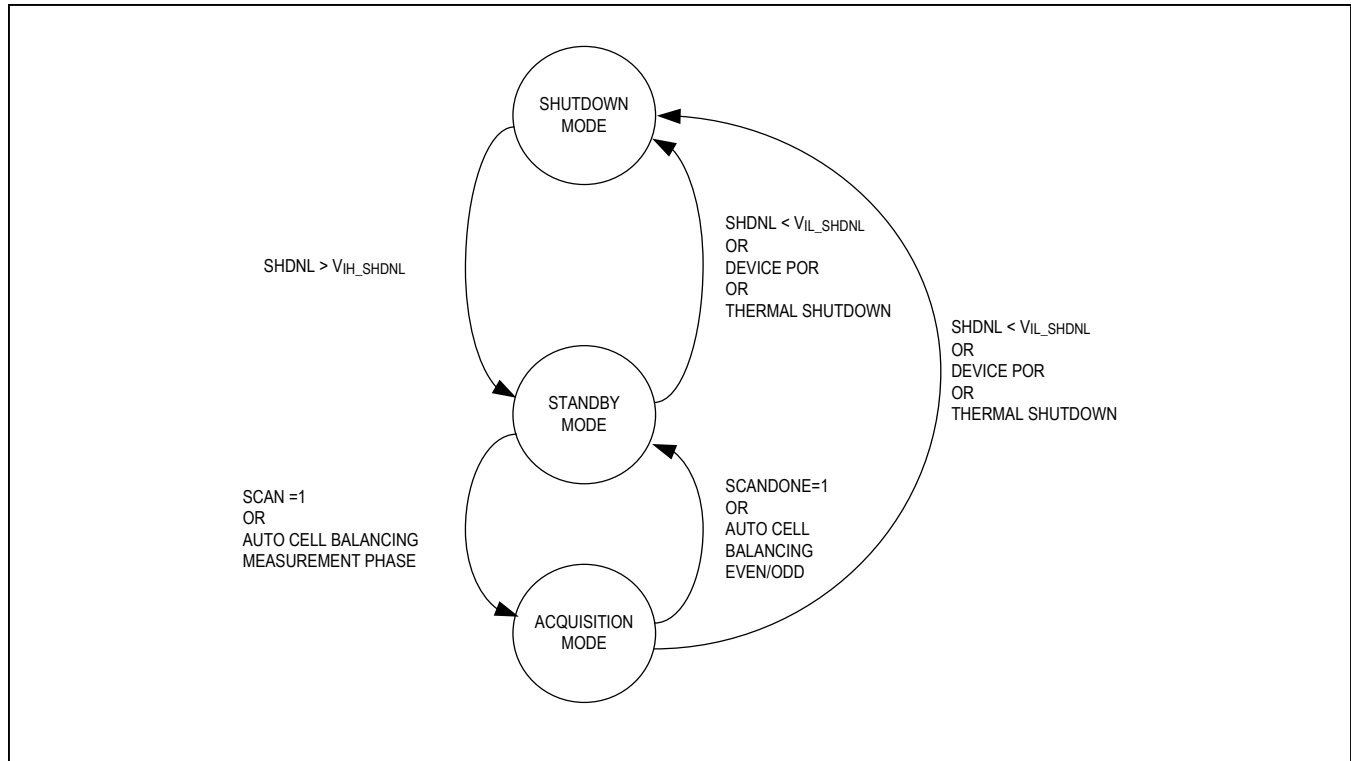 SHUTDOWN
MODE
SHDNL > VIH_SHDNL
SHDNL < VIL_SHDNL
OR
DEVICE POR
OR
THERMAL SHUTDOWN
SHDNL < VIL_SHDNL
OR
DEVICE POR
OR
THERMAL SHUTDOWN
STANDBY
MODE
SCAN =1
OR
AUTO CELL BALANCING
MEASUREMENT PHASE
SCANDONE=1
OR
AUTO CELL
BALANCING
EVEN/ODD
ACQUISITION
MODE